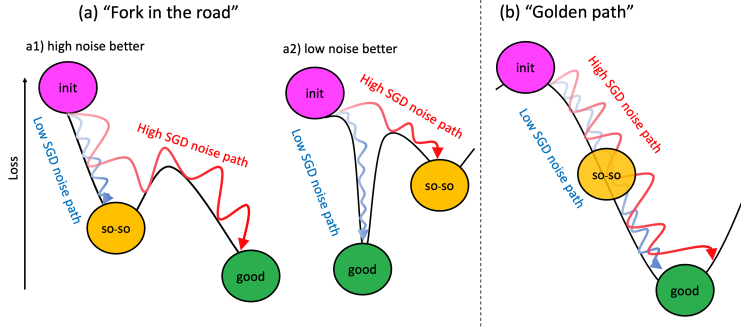 (a) “Fork in the road”
a1) high noise better
init
Low SGD noise path
High SGD noise path
so-so
good
Loss
a2) low noise better
init
High SGD noise path
Low SGD noise path
so-so
good
(b) “Golden path”
init
High SGD noise path
Low SGD noise path
so-so
good